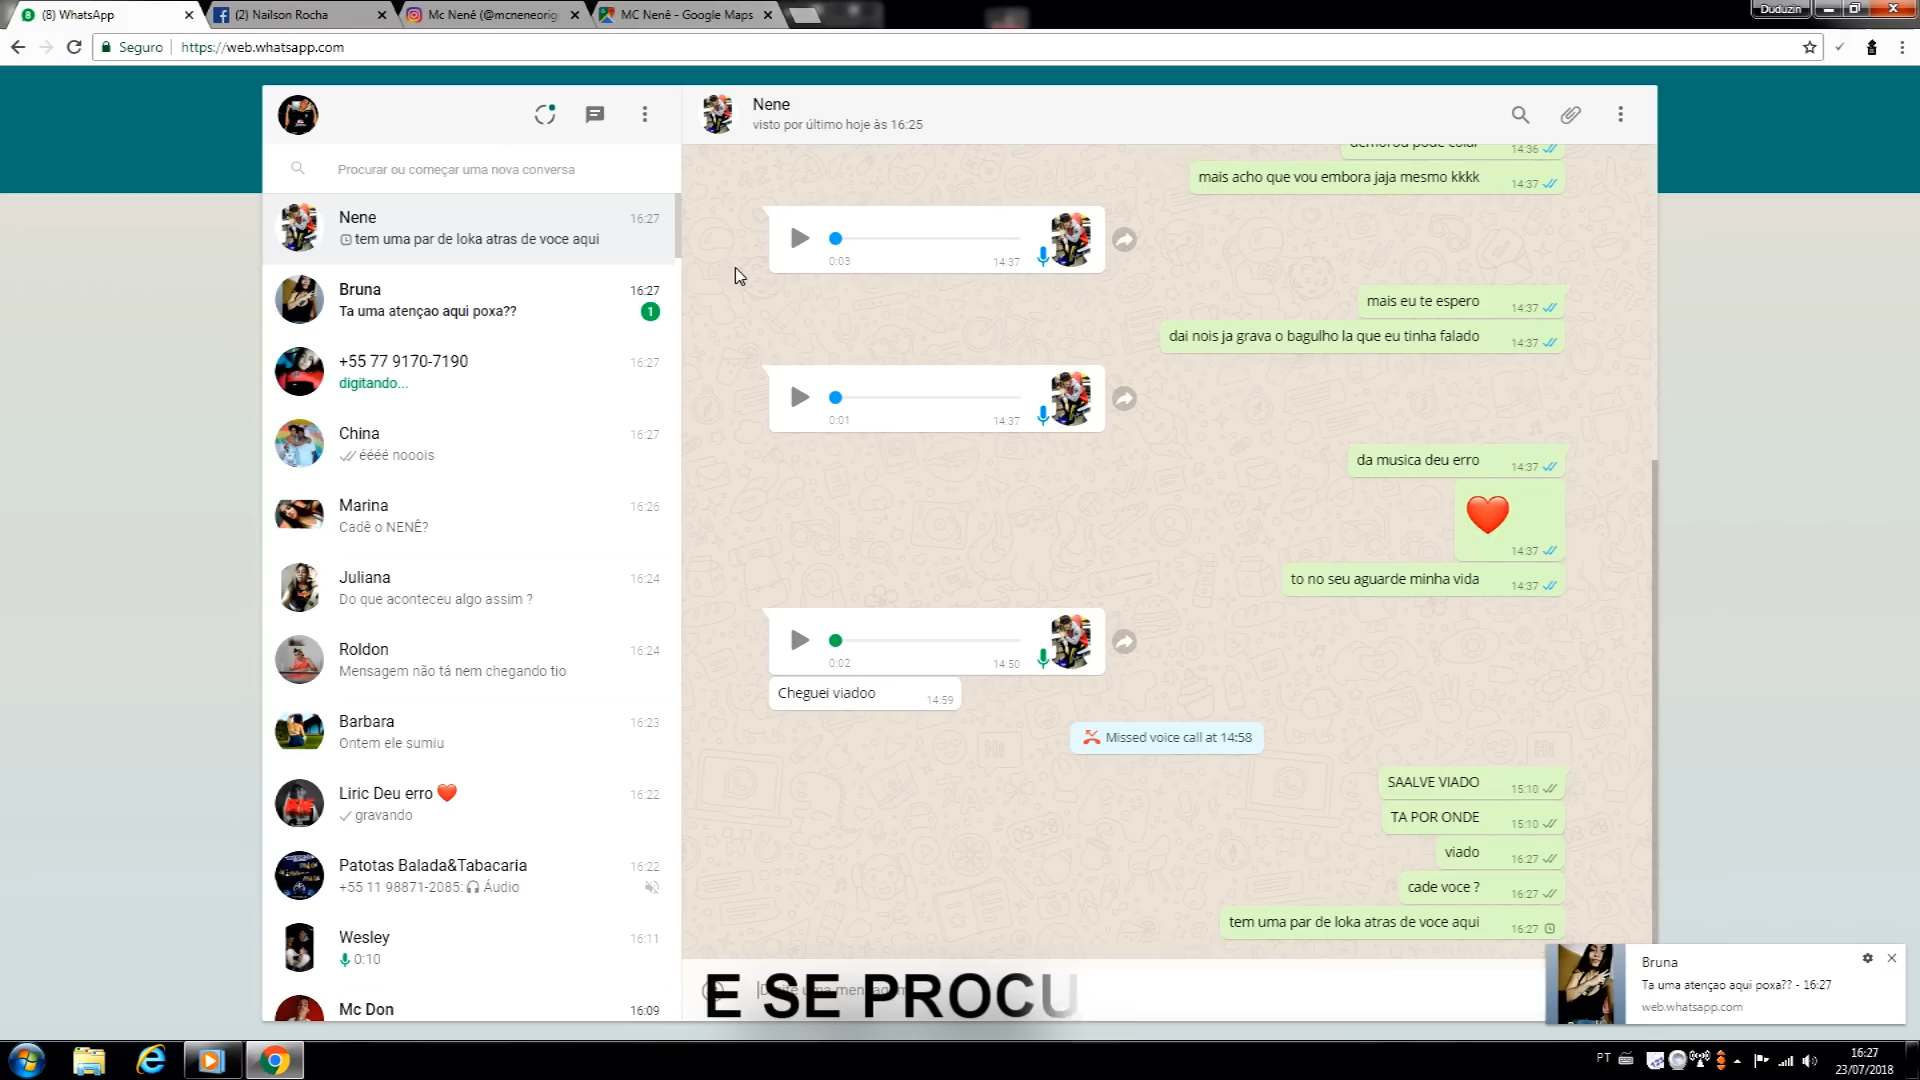 (8) WhatsApp
(2) Nailson Rocha
Mc Nenê (@mcneneorig
MC Nenê - Google Maps
Duduzin
Seguro
https://web.whatsapp.com
Nene
visto por último hoje às 16:25
Procurar ou começar uma nova conversa
Nene 16:27
tem uma par de loka atras de voce aqui
Bruna 16:27
Ta uma atençao aqui poxa?? 1
+55 77 9170-7190 16:27
digitando...
China 16:27
éééé nooois
Marina 16:26
Cadê o NENÊ?
Juliana 16:24
Do que aconteceu algo assim ?
Roldon 16:24
Mensagem não tá nem chegando tio
Barbara 16:23
Ontem ele sumiu
Liric Deu erro ❤️ 16:22
gravando
Patotas Balada&Tabacaria 16:22
+55 11 98871-2085: Áudio
Wesley 16:11
0:10
Mc Don 16:09
demorou pode colar 14:36
mais acho que vou embora jaja mesmo kkkk 14:37
0:03 14:37
mais eu te espero 14:37
dai nois ja grava o bagulho la que eu tinha falado 14:37
0:01 14:37
da musica deu erro 14:37
❤️ 14:37
to no seu aguarde minha vida 14:37
0:02 14:50
Cheguei viadoo 14:59
Missed voice call at 14:58
SAALVE VIADO 15:10
TA POR ONDE 15:10
viado 16:27
cade voce ? 16:27
tem uma par de loka atras de voce aqui 16:27
E SE PROCU
Bruna
Ta uma atençao aqui poxa?? - 16:27
web.whatsapp.com
PT
16:27
23/07/2018